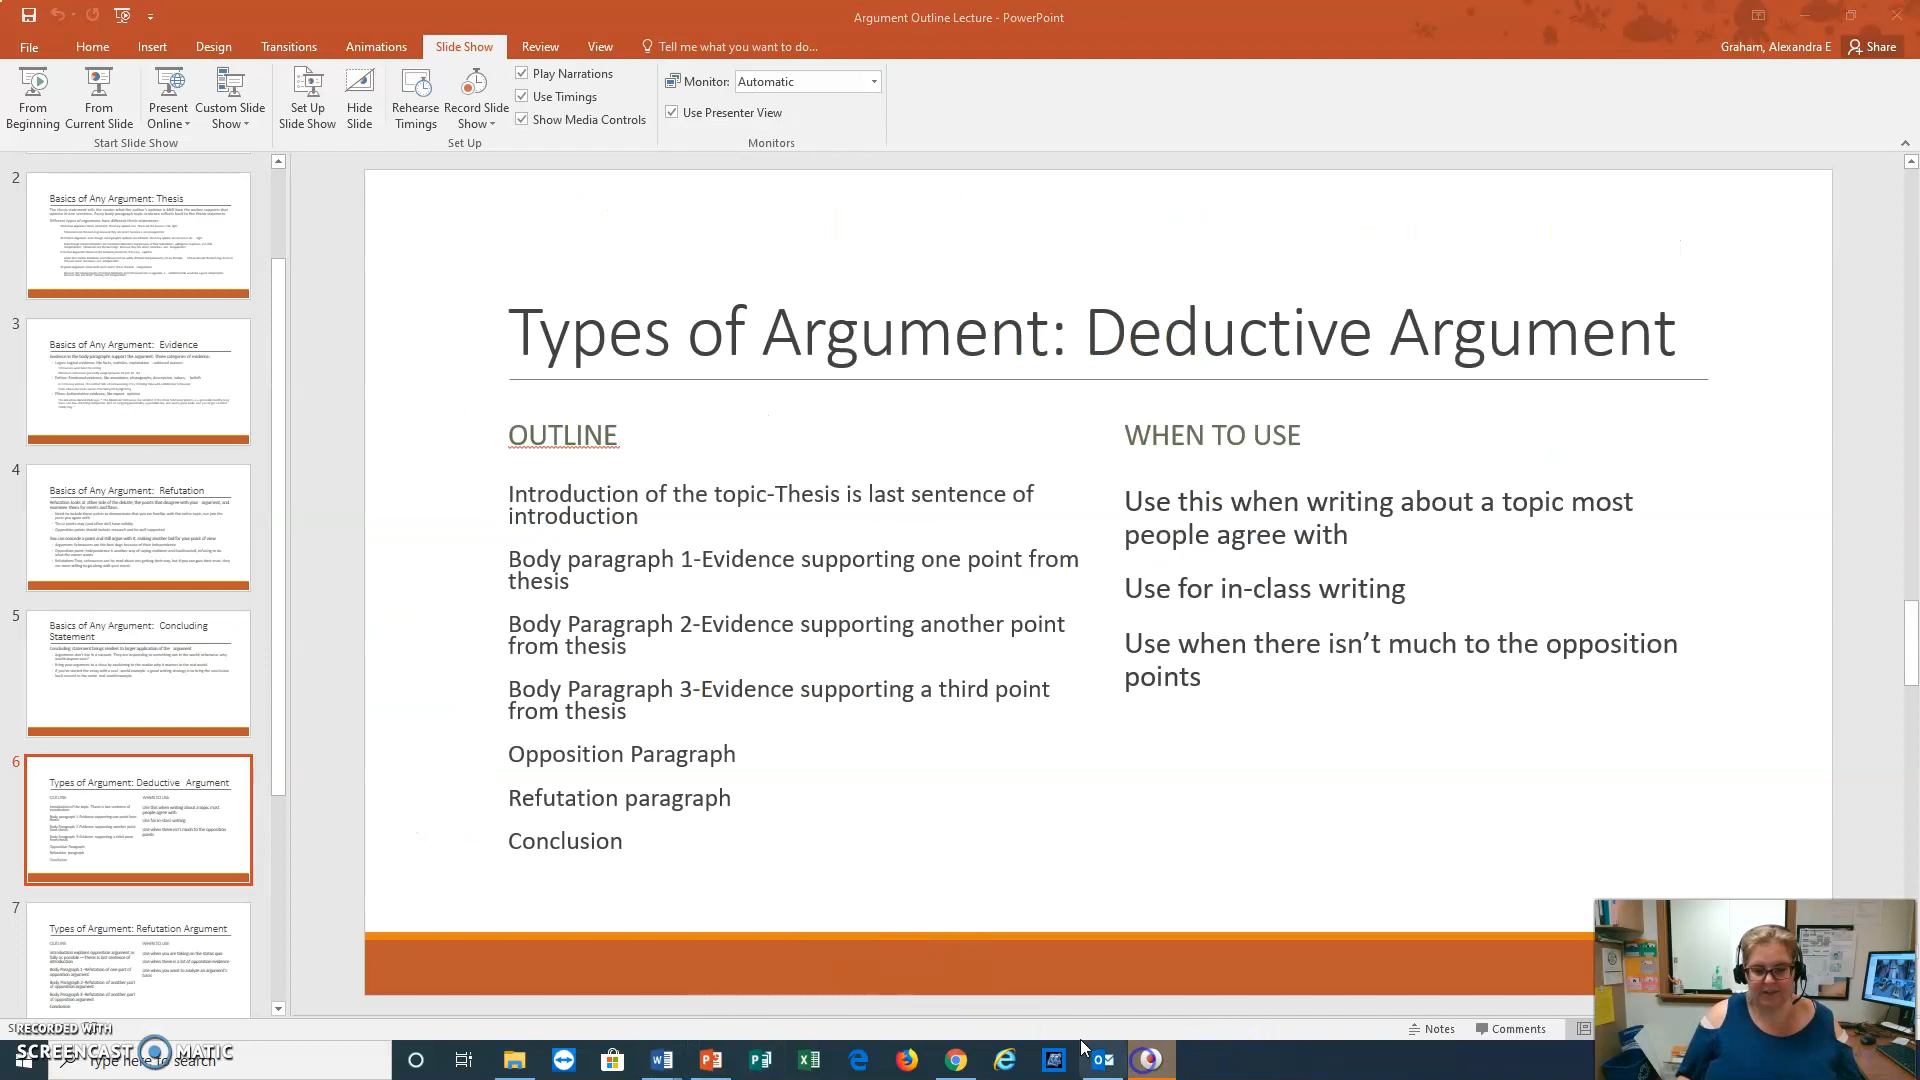 Argument Outline Lecture - PowerPoint
File Home Insert Design Transitions Animations Slide Show Review View Tell me what you want to do...
Graham, Alexandra E Share
From Beginning
From Current Slide
Present Online
Custom Slide Show
Start Slide Show
Set Up Slide Show
Hide Slide
Rehearse Timings
Record Slide Show
Play Narrations
Use Timings
Show Media Controls
Set Up
Monitor: Automatic
Use Presenter View
Monitors
2
Basics of Any Argument: Thesis
3
Basics of Any Argument: Evidence
4
Basics of Any Argument: Refutation
5
Basics of Any Argument: Concluding
Statement
6
Types of Argument: Deductive Argument
7
Types of Argument: Refutation Argument
Types of Argument: Deductive Argument
OUTLINE
Introduction of the topic-Thesis is last sentence of
introduction
Body paragraph 1-Evidence supporting one point from
thesis
Body Paragraph 2-Evidence supporting another point
from thesis
Body Paragraph 3-Evidence supporting a third point
from thesis
Opposition Paragraph
Refutation paragraph
Conclusion
WHEN TO USE
Use this when writing about a topic most
people agree with
Use for in-class writing
Use when there isn’t much to the opposition
points
Notes Comments
RECORDED WITH
SCREENCAST MATIC
Type here to search